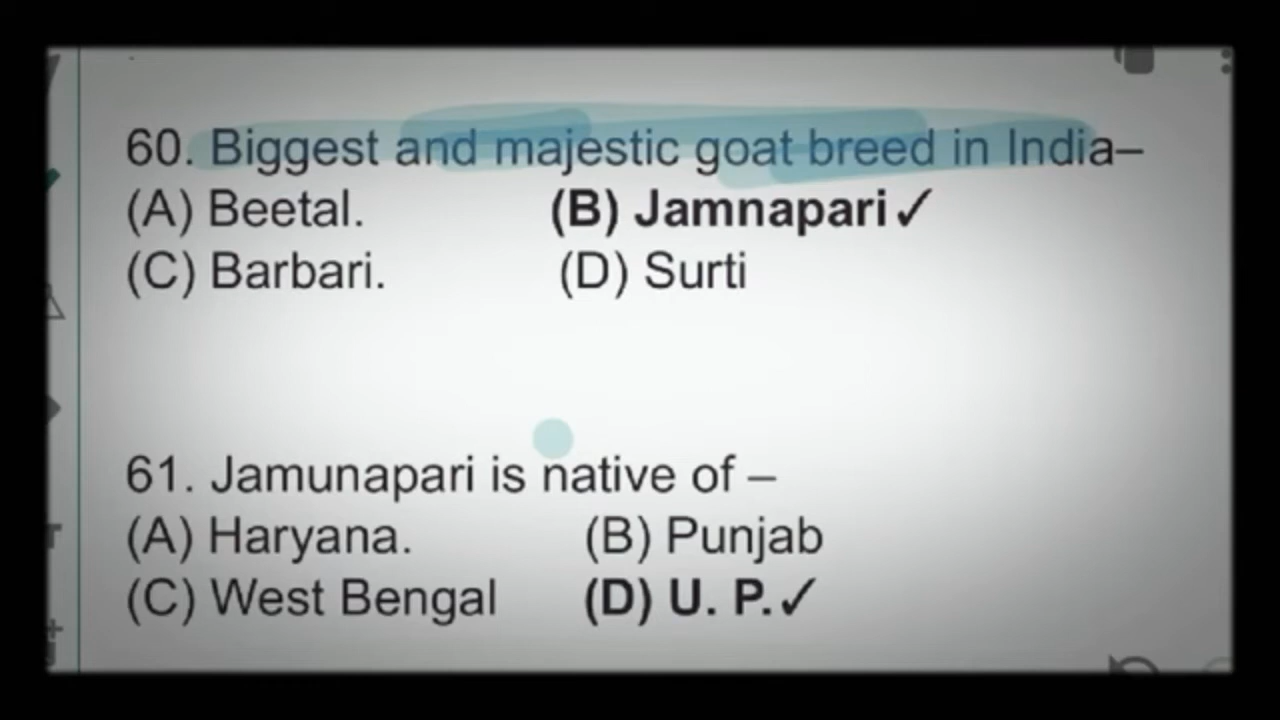 60. Biggest and majestic goat breed in India–
(A) Beetal. (B) Jamnapari✓
(C) Barbari. (D) Surti
61. Jamunapari is native of –
(A) Haryana. (B) Punjab
(C) West Bengal (D) U. P.✓